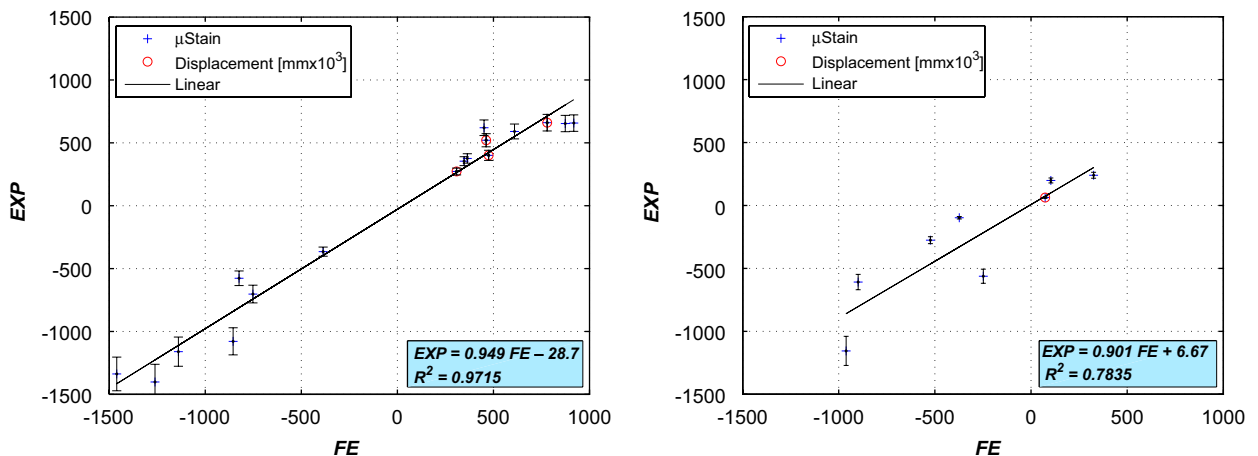 1500
1000
500
0
-500
-1000
-1500
EXP
μStain
Displacement [mmx10³]
Linear
EXP = 0.949 FE – 28.7
R² = 0.9715
-1500 -1000 -500 0 500 1000
FE
1500
1000
500
0
-500
-1000
-1500
EXP
μStain
Displacement [mmx10³]
Linear
EXP = 0.901 FE + 6.67
R² = 0.7835
-1500 -1000 -500 0 500 1000
FE